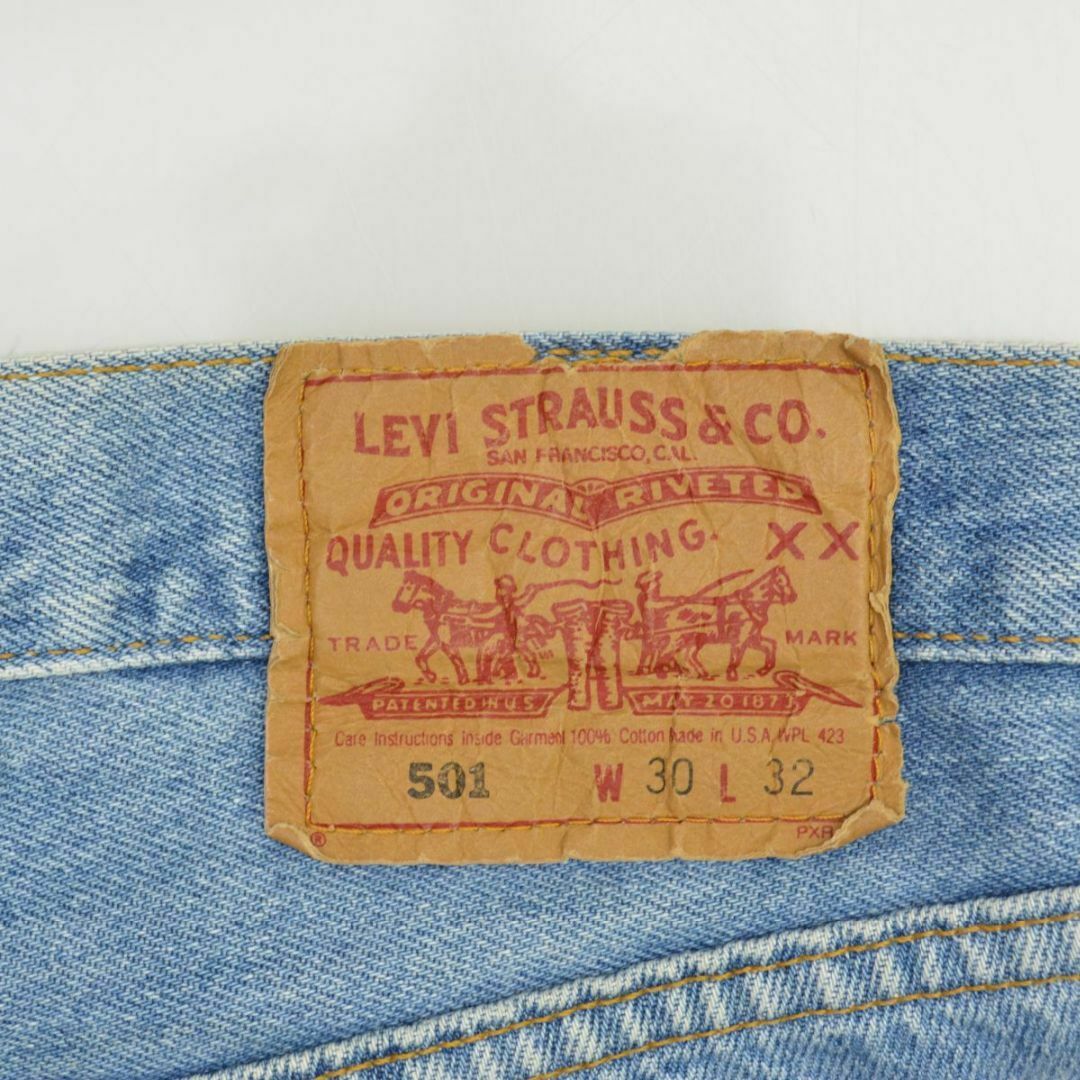 LEVI STRAUSS & CO.
SAN FRANCISCO, CAL.
ORIGINAL RIVETED
QUALITY CLOTHING. XX
TRADE MARK
PATENTED IN U.S. MAY 20 1873
Care Instructions Inside Garment 100% Cotton Made in U.S.A. WPL 423
501 W 30 L 32
®